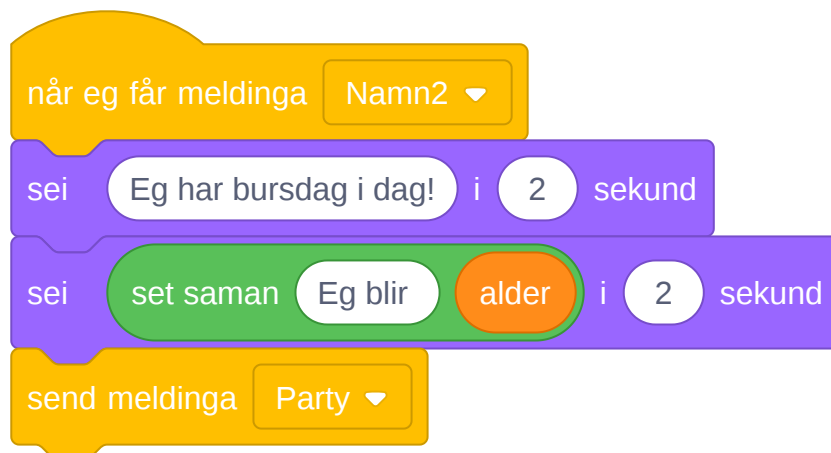 når eg får meldinga Namn2
sei Eg har bursdag i dag! i 2 sekund
sei set saman Eg blir alder i 2 sekund
send meldinga Party